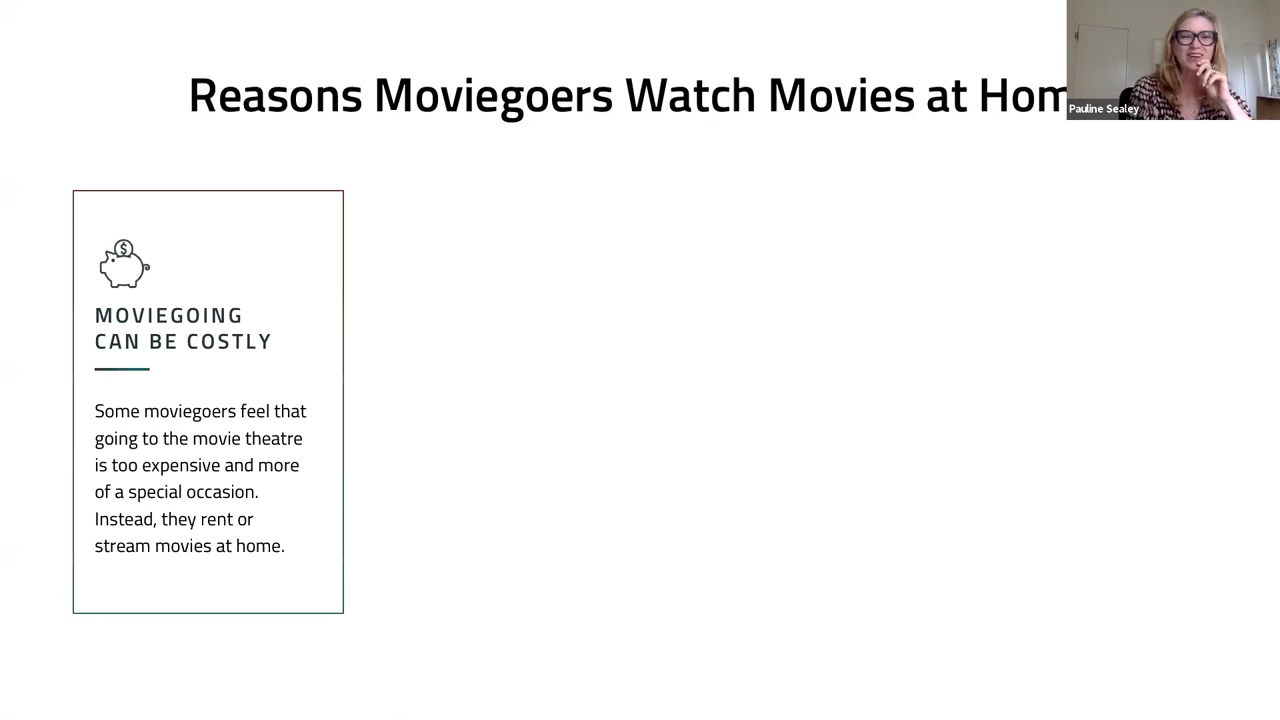 Reasons Moviegoers Watch Movies at Hom
Pauline Sealey
$
MOVIEGOING
CAN BE COSTLY
Some moviegoers feel that
going to the movie theatre
is too expensive and more
of a special occasion.
Instead, they rent or
stream movies at home.